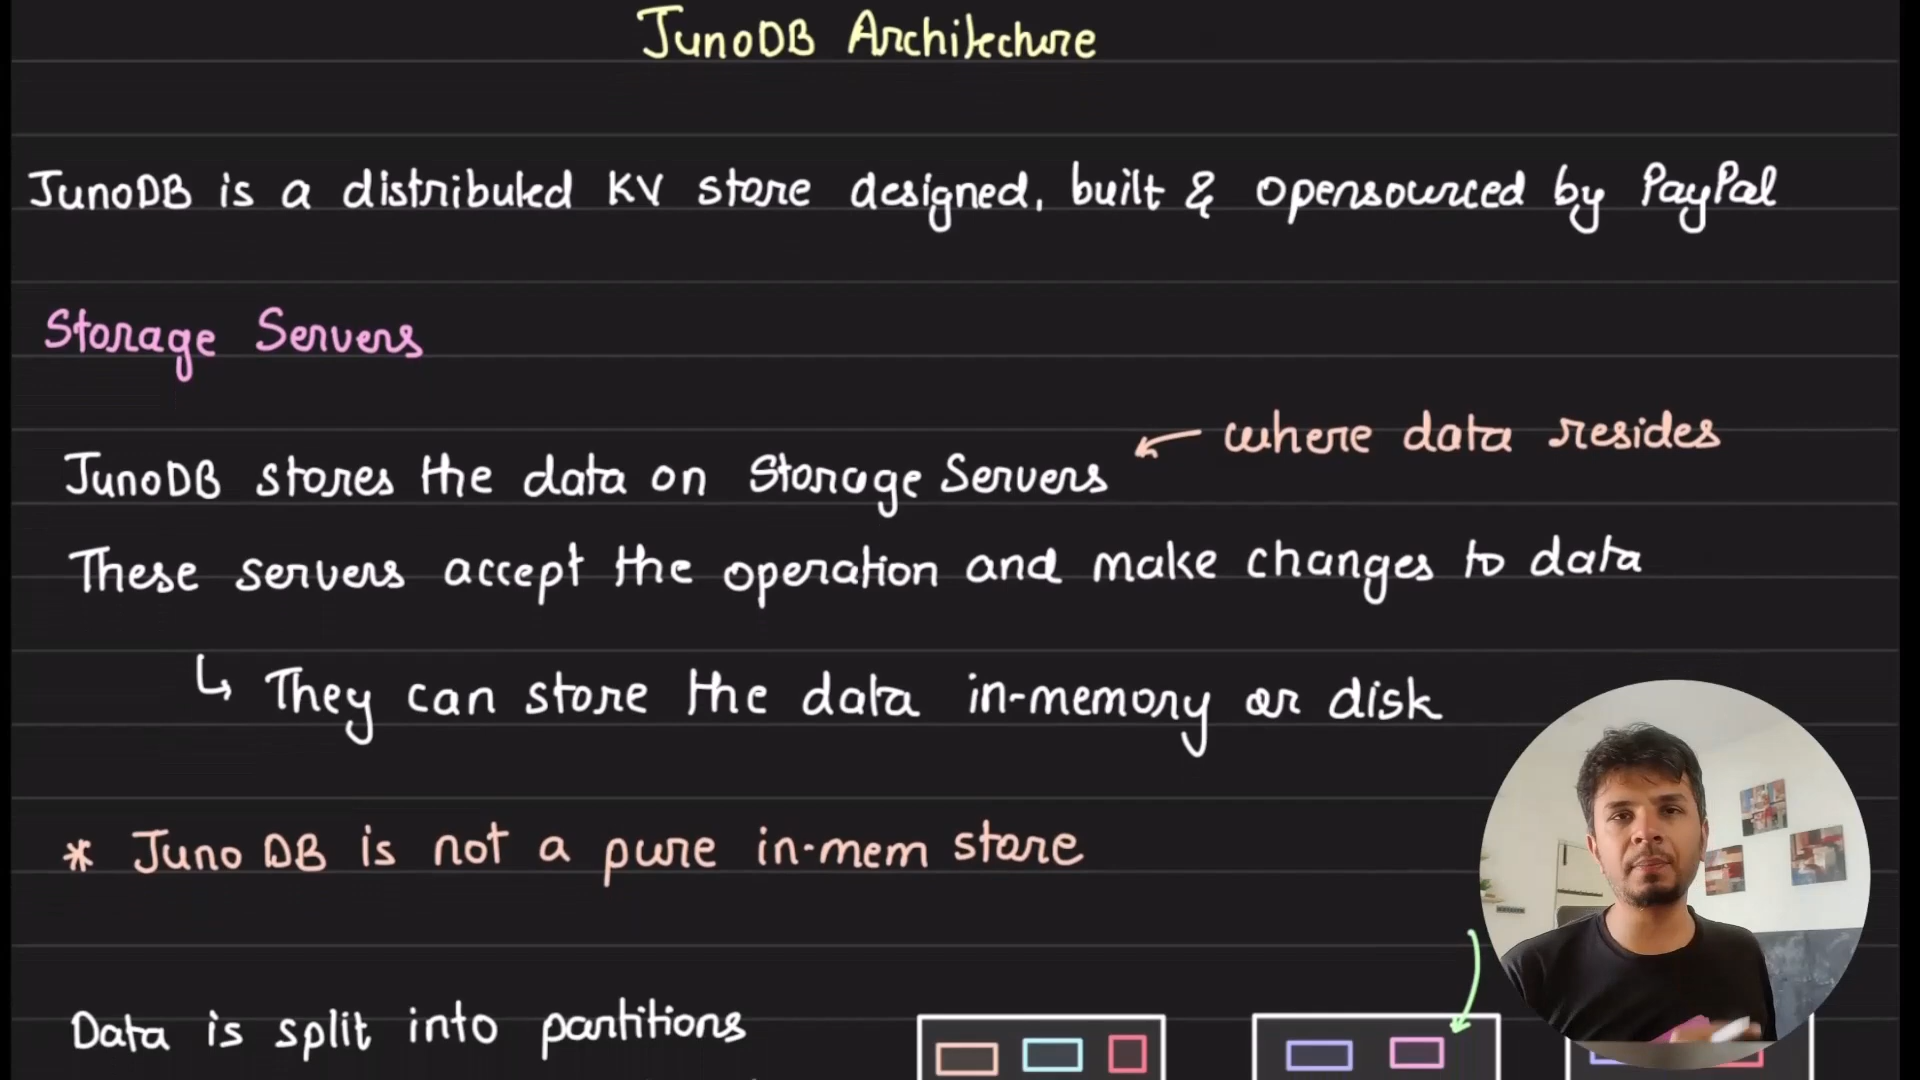 JunoDB Architecture
JunoDB is a distributed KV store designed, built & opensourced by PayPal
Storage Servers
where data resides
JunoDB stores the data on Storage Servers
These servers accept the operation and make changes to data
They can store the data in-memory or disk
* Juno DB is not a pure in-mem store
Data is split into partitions